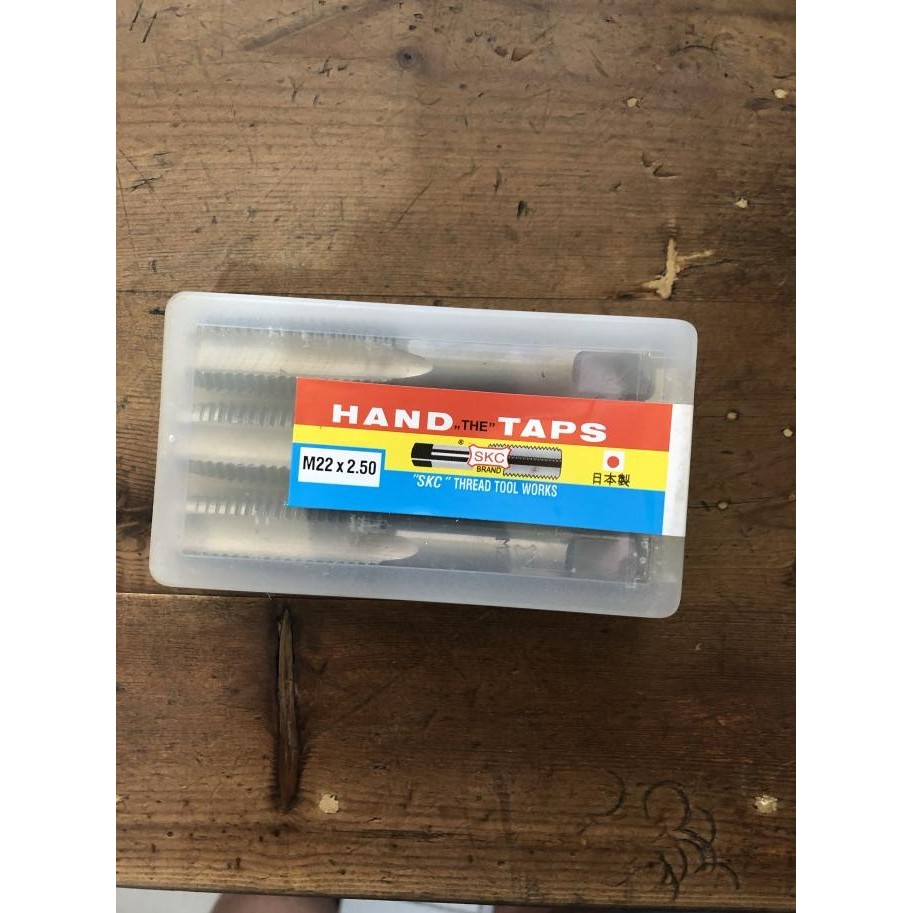 HAND „THE” TAPS
M22 x 2.50
®
SKC
BRAND
"SKC" THREAD TOOL WORKS
日本製